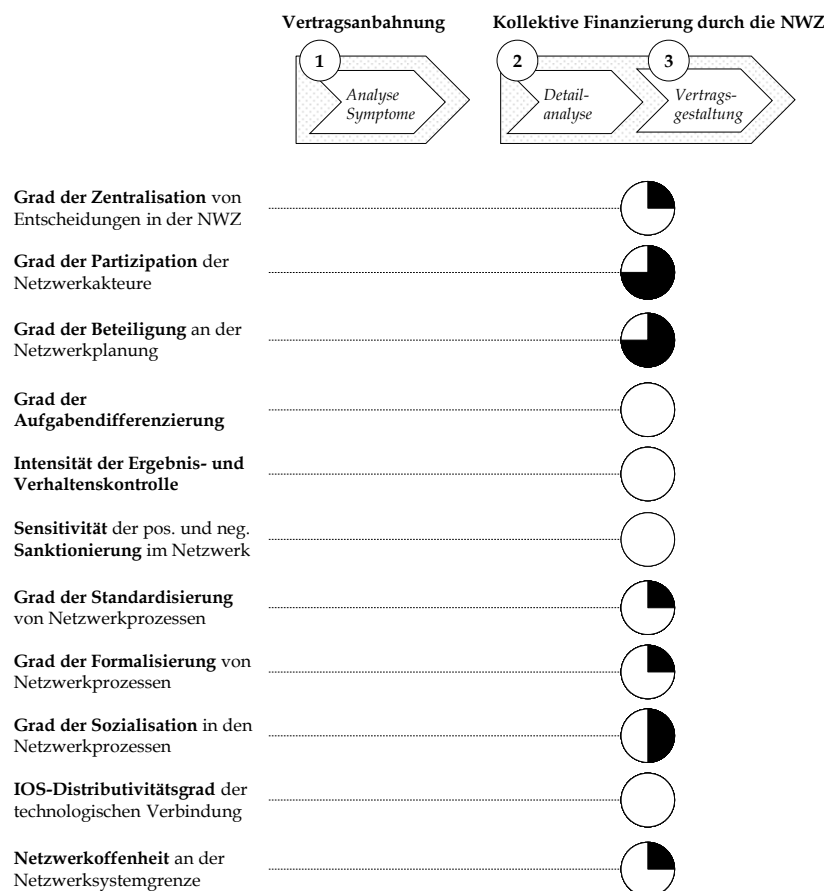 Vertragsanbahnung
Kollektive Finanzierung durch die NWZ
1
2
3
Analyse
Symptome
Detail-
analyse
Vertrags-
gestaltung
Grad der Zentralisation von
Entscheidungen in der NWZ
Grad der Partizipation der
Netzwerkakteure
Grad der Beteiligung an der
Netzwerkplanung
Grad der
Aufgabendifferenzierung
Intensität der Ergebnis- und
Verhaltenskontrolle
Sensitivität der pos. und neg.
Sanktionierung im Netzwerk
Grad der Standardisierung
von Netzwerkprozessen
Grad der Formalisierung von
Netzwerkprozessen
Grad der Sozialisation in den
Netzwerkprozessen
IOS-Distributivitätsgrad der
technologischen Verbindung
Netzwerkoffenheit an der
Netzwerksystemgrenze